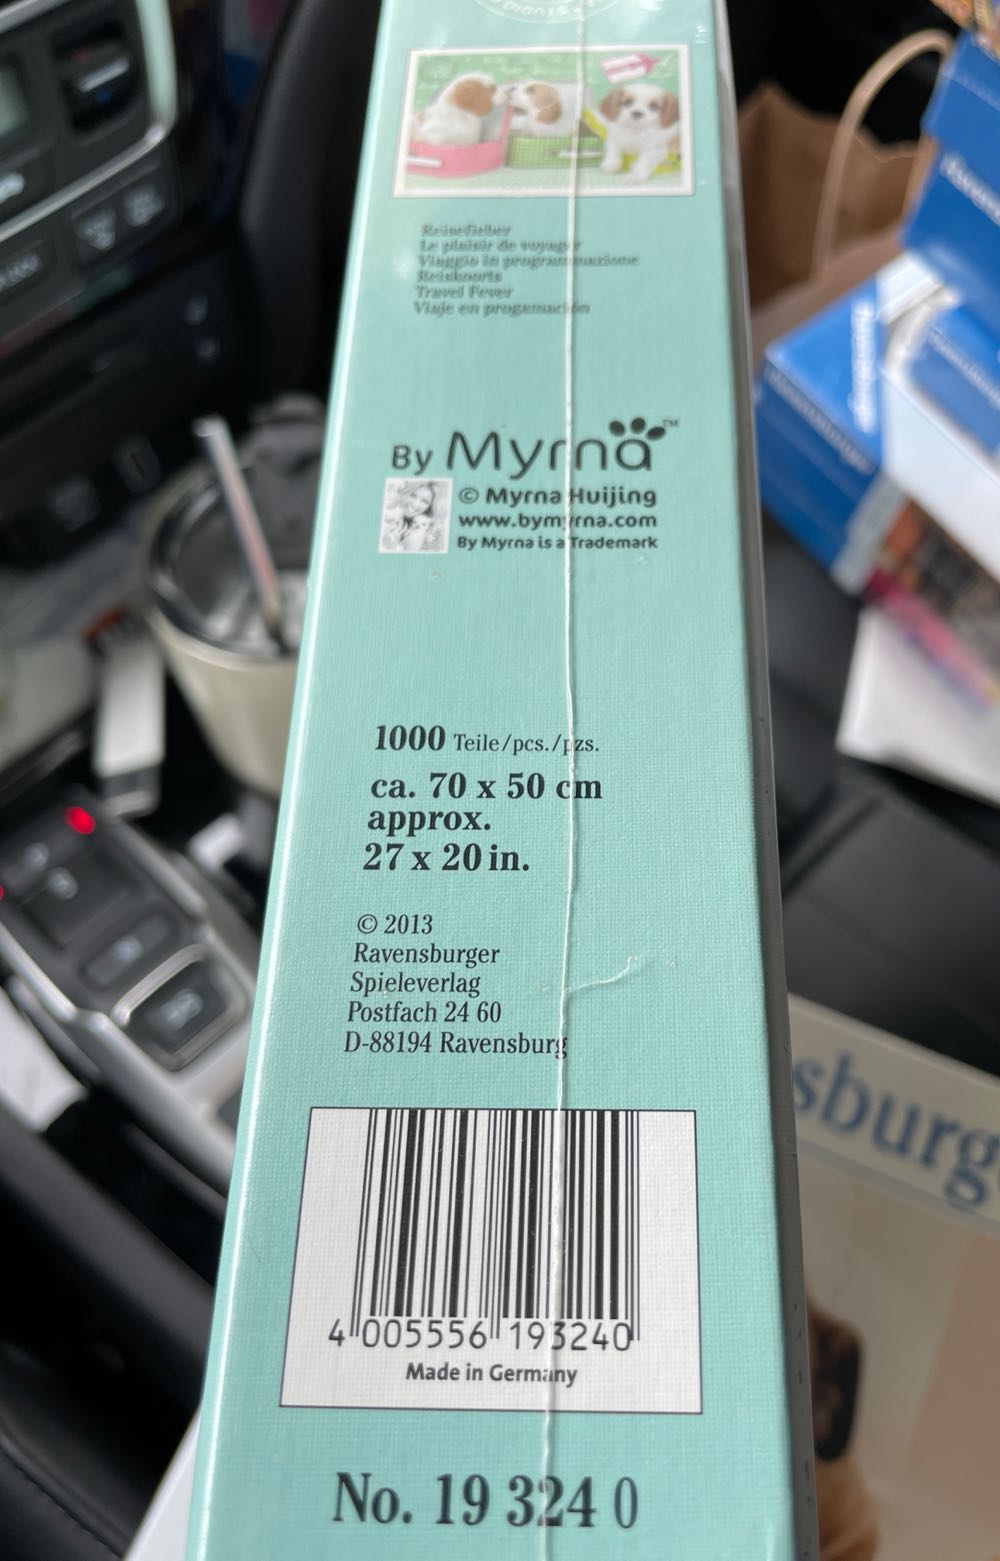 Reisefieber
Le plaisir de voyager
Viaggio in programmazione
Reiskoorts
Travel Fever
Viaje en progamación
By Myrna™
© Myrna Huijing
www.bymyrna.com
By Myrna is a Trademark
1000 Teile/pcs./pzs.
ca. 70 x 50 cm
approx.
27 x 20 in.
© 2013
Ravensburger
Spieleverlag
Postfach 24 60
D-88194 Ravensburg
4 005556 193240
Made in Germany
No. 19 324 0
sburg